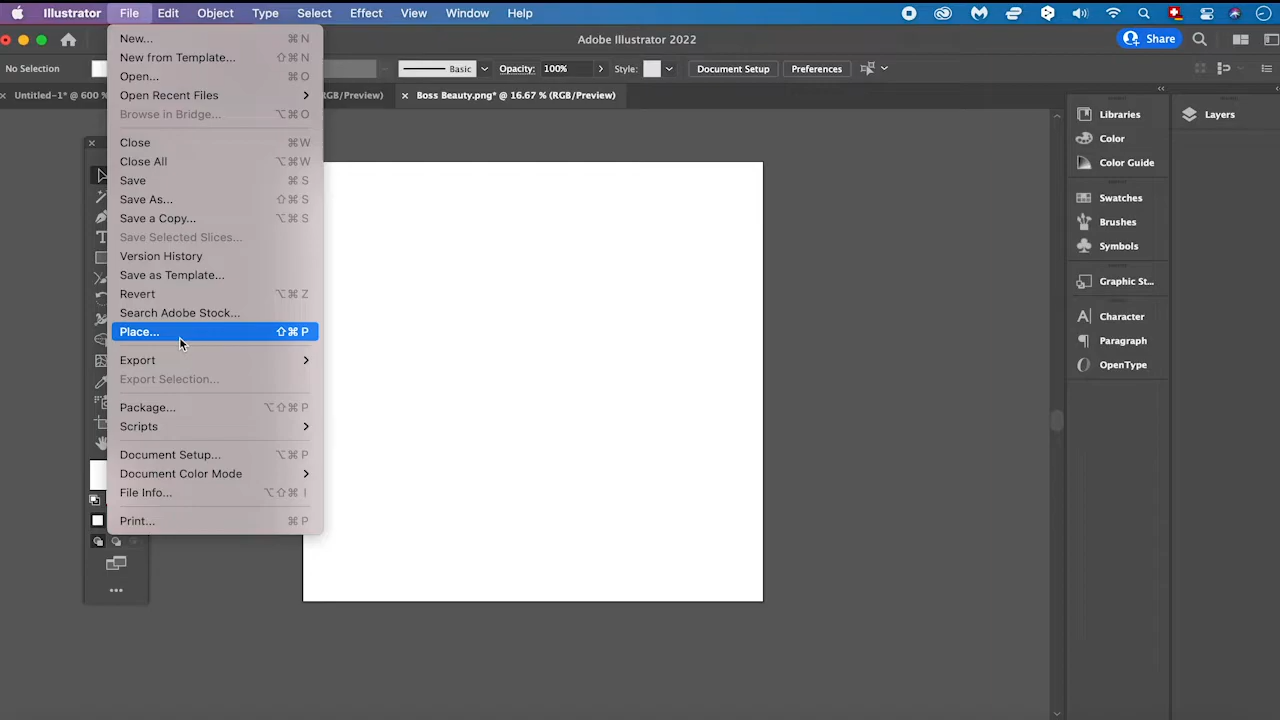 Illustrator File Edit Object Type Select Effect View Window Help
Adobe Illustrator 2022
Share
No Selection
Basic
Opacity: 100%
Style:
Document Setup
Preferences
Untitled-1* @ 600 %
RGB/Preview)
Boss Beauty.png* @ 16.67 % (RGB/Preview)
New... ⌘ N
New from Template... ⇧⌘ N
Open... ⌘ O
Open Recent Files
Browse in Bridge... ⌥⌘ O
Close ⌘ W
Close All ⌥⌘ W
Save ⌘ S
Save As... ⇧⌘ S
Save a Copy... ⌥⌘ S
Save Selected Slices...
Version History
Save as Template...
Revert ⌥⌘ Z
Search Adobe Stock...
Place... ⇧⌘ P
Export
Export Selection...
Package... ⌥⇧⌘ P
Scripts
Document Setup... ⌥⌘ P
Document Color Mode
File Info... ⌥⇧⌘ I
Print... ⌘ P
Libraries
Color
Color Guide
Swatches
Brushes
Symbols
Graphic St...
Character
Paragraph
OpenType
Layers